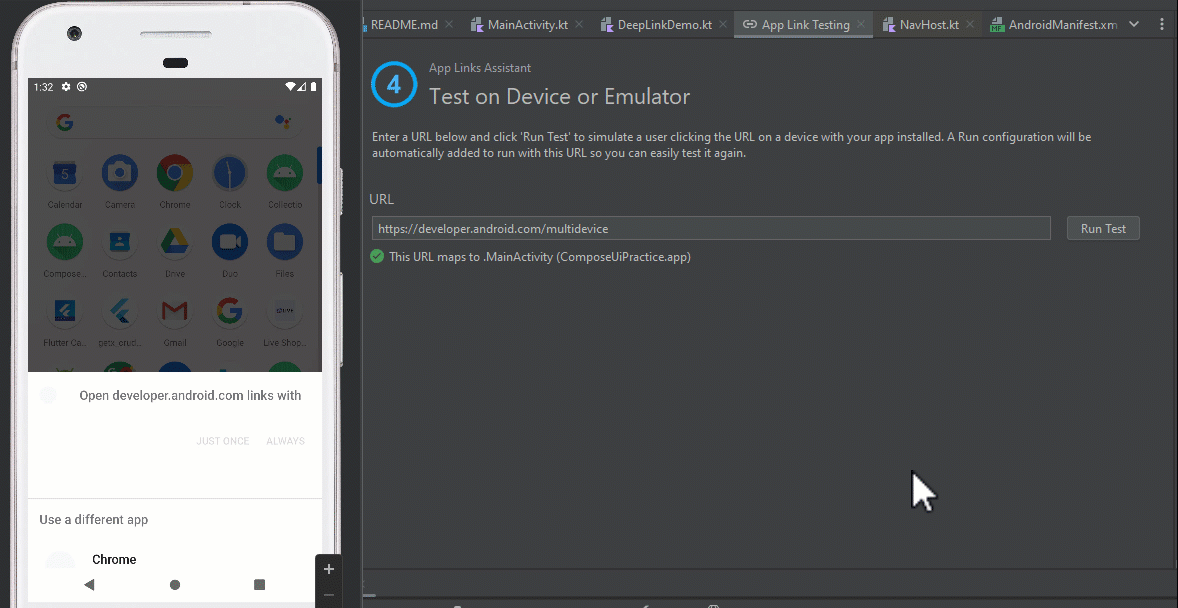 README.md
MainActivity.kt
DeepLinkDemo.kt
App Link Testing
NavHost.kt
AndroidManifest.xm
4
App Links Assistant
Test on Device or Emulator
Enter a URL below and click 'Run Test' to simulate a user clicking the URL on a device with your app installed. A Run configuration will be
automatically added to run with this URL so you can easily test it again.
URL
https://developer.android.com/multidevice
Run Test
This URL maps to .MainActivity (ComposeUiPractice.app)
1:32
5
Calendar
Camera
Chrome
Clock
Collectio
Compose...
Contacts
Drive
Duo
Files
Flutter Ca...
getx_crud...
Gmail
Google
Live Shop...
Open developer.android.com links with
JUST ONCE
ALWAYS
Use a different app
Chrome